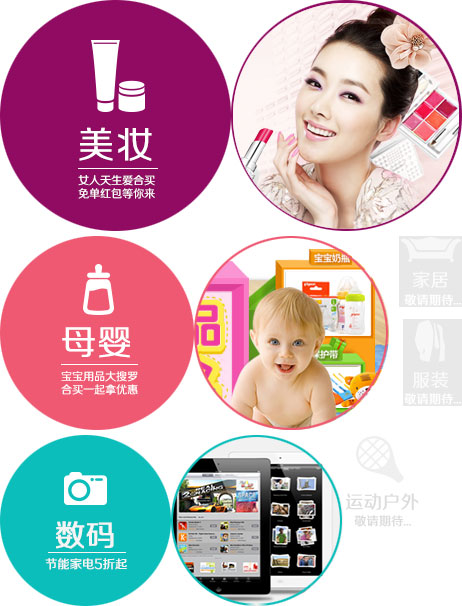 美妆
女人天生爱合买
免单红包等你来
宝宝奶瓶
品
护带
母婴
宝宝用品大搜罗
合买一起拿优惠
家居
敬请期待...
服装
敬请期待...
数码
节能家电5折起
运动户外
敬请期待...